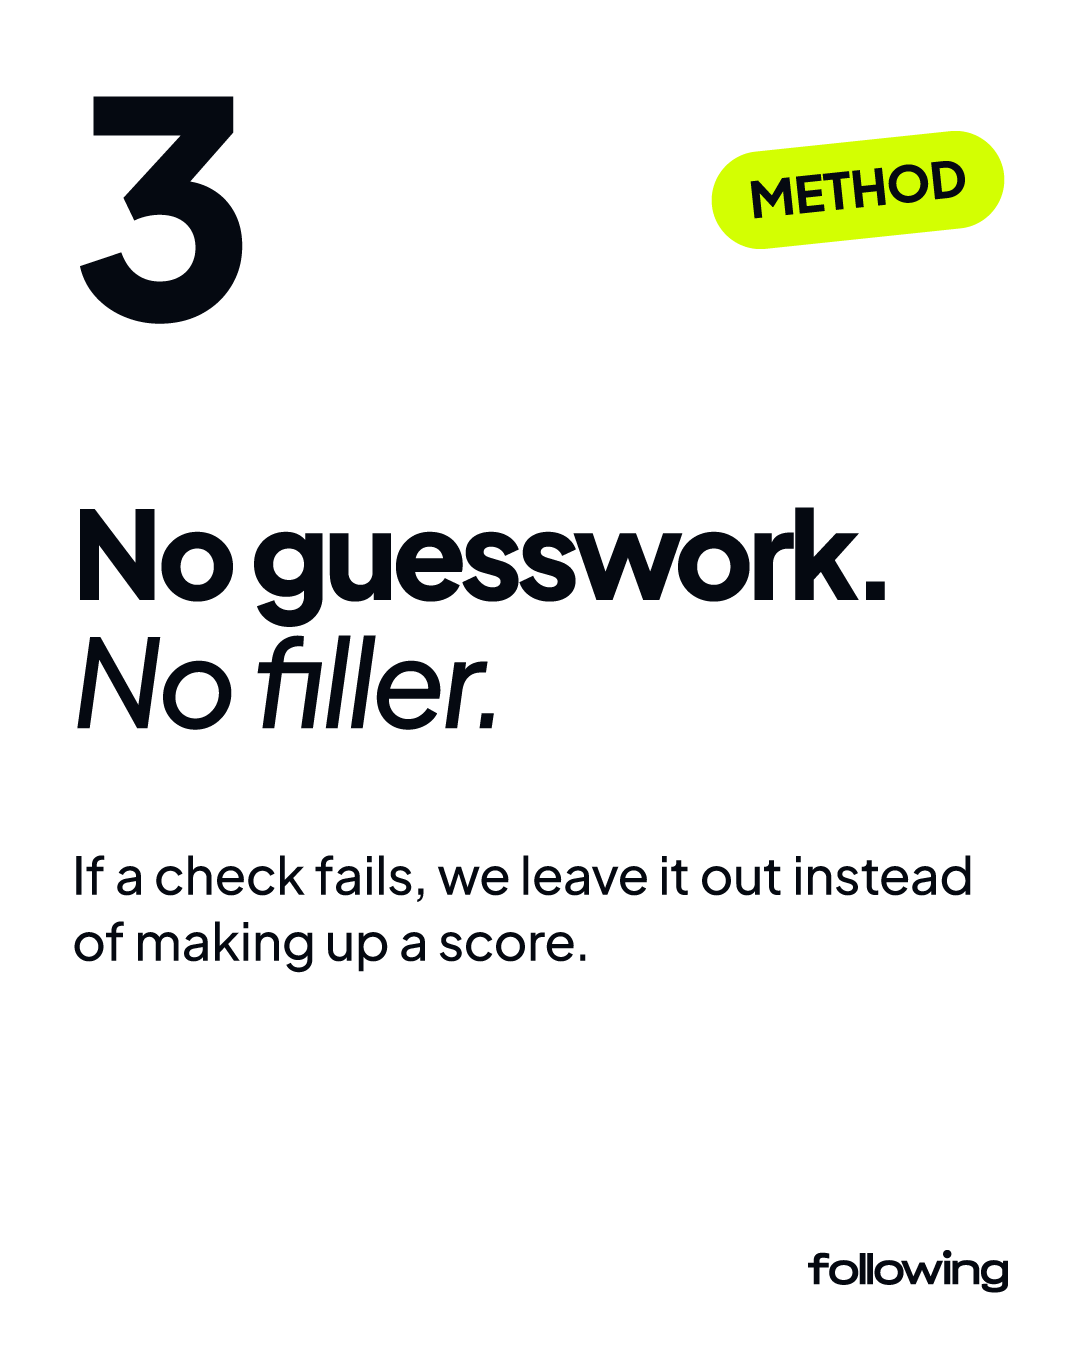 3
METHOD
No guesswork.
No filler.
If a check fails, we leave it out instead
of making up a score.
following